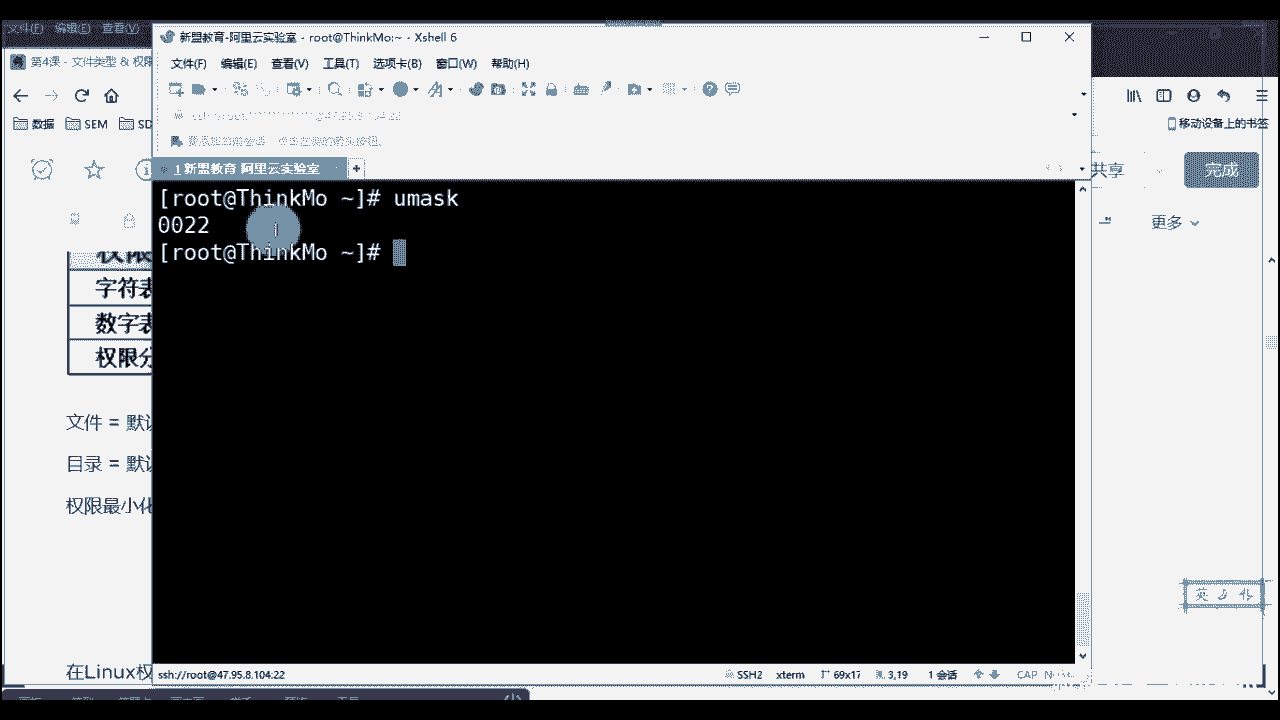 文件(F) 编辑(E) 查看(V)
新盟教育-阿里云实验室 - root@ThinkMo:~ - Xshell 6
第4课 - 文件类型 & 权限
文件(F) 编辑(E) 查看(V) 工具(T) 选项卡(B) 窗口(W) 帮助(H)
数据 SEM SD
移动设备上的书签
1 新盟教育 阿里云实验室
共享 完成
更多
[root@ThinkMo ~]# umask
0022
[root@ThinkMo ~]#
权限
字符表
数字表
权限分
文件 = 默认
目录 = 默认
权限最小化
英
在Linux权
ssh://root@47.95.8.104:22 SSH2 xterm 69x17 3,19 1 会话 CAP